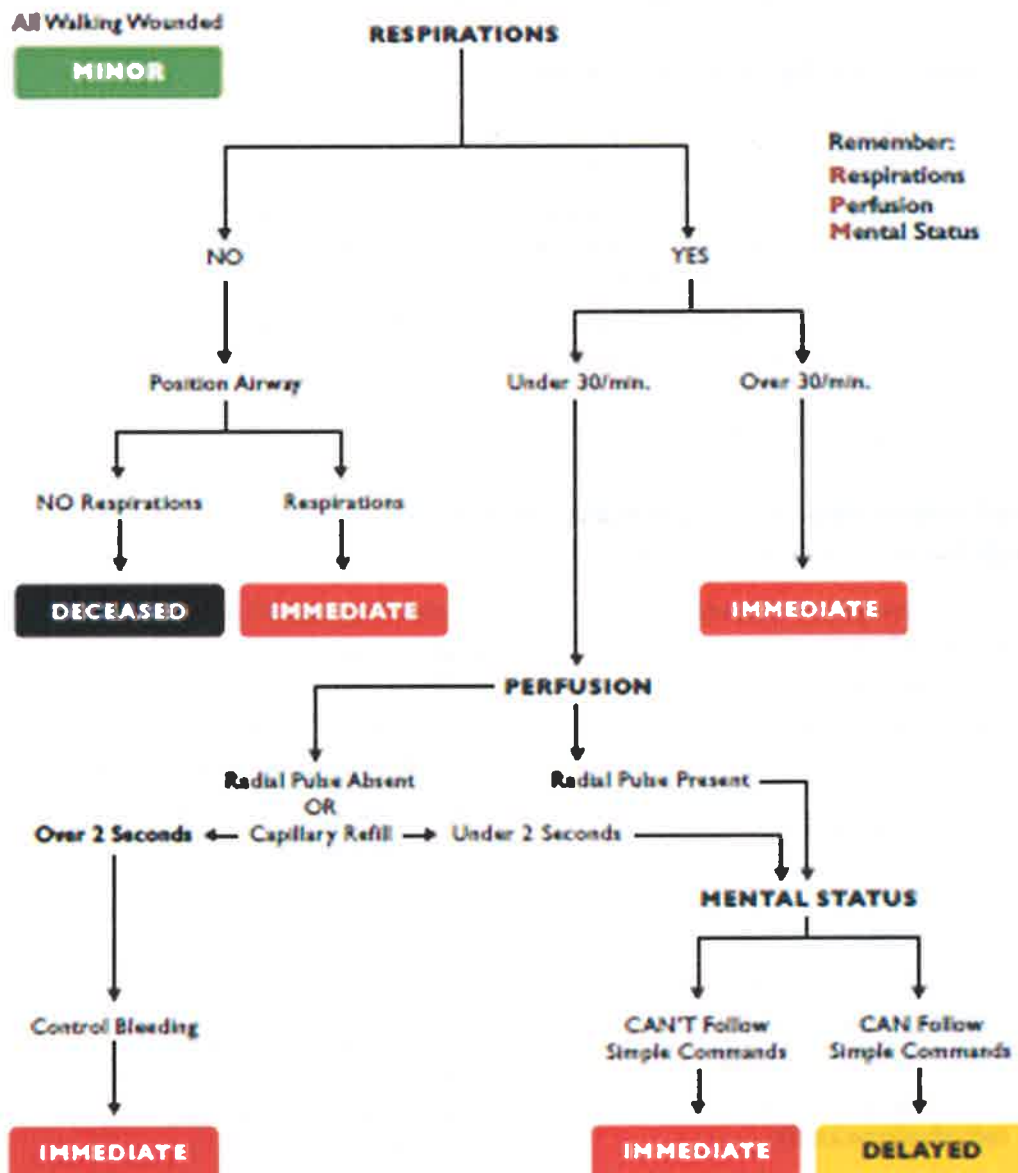 All Walking Wounded
MINOR
RESPIRATIONS
Remember:
Respirations
Perfusion
Mental Status
NO
YES
Position Airway
Under 30/min.
Over 30/min.
NO Respirations
Respirations
DECEASED
IMMEDIATE
IMMEDIATE
PERFUSION
Radial Pulse Absent
OR
Radial Pulse Present
Over 2 Seconds
Capillary Refill
Under 2 Seconds
MENTAL STATUS
Control Bleeding
CAN'T Follow
Simple Commands
CAN Follow
Simple Commands
IMMEDIATE
IMMEDIATE
DELAYED